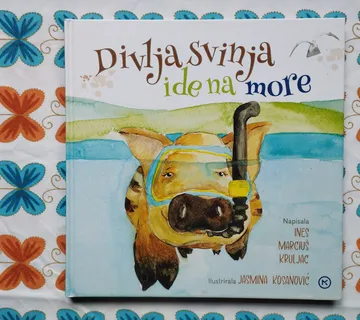 Divlja svinja
ide na more
Napisala
INES
MARCIUŠ
KRULJAC
Ilustrirala JASMINA KOSANOVIĆ
M